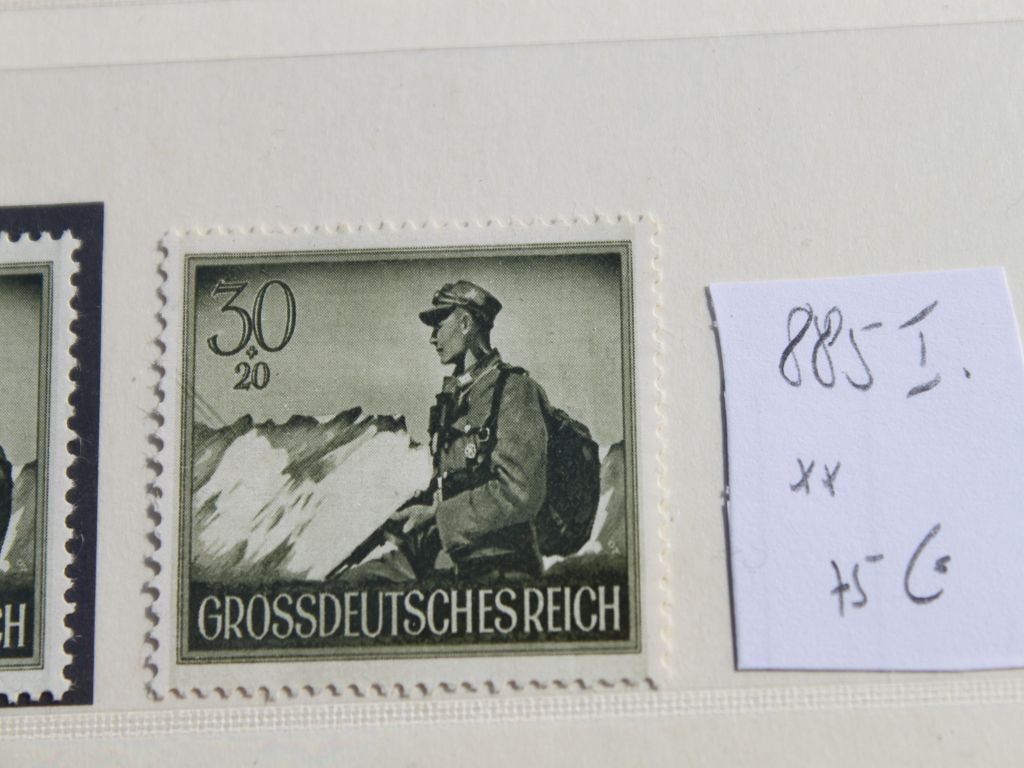 30
+
20
GROSSDEUTSCHES REICH
CH
885 I.
xx
75 €